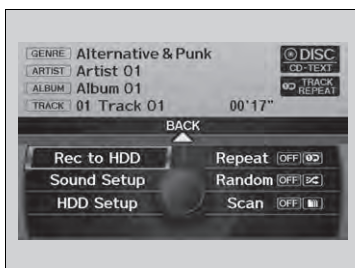 GENRE Alternative & Punk DISC
CD-TEXT
ARTIST Artist 01
ALBUM Album 01 TRACK REPEAT
TRACK 01 Track 01 00'17"
BACK
Rec to HDD Repeat OFF
Sound Setup Random OFF
HDD Setup Scan OFF